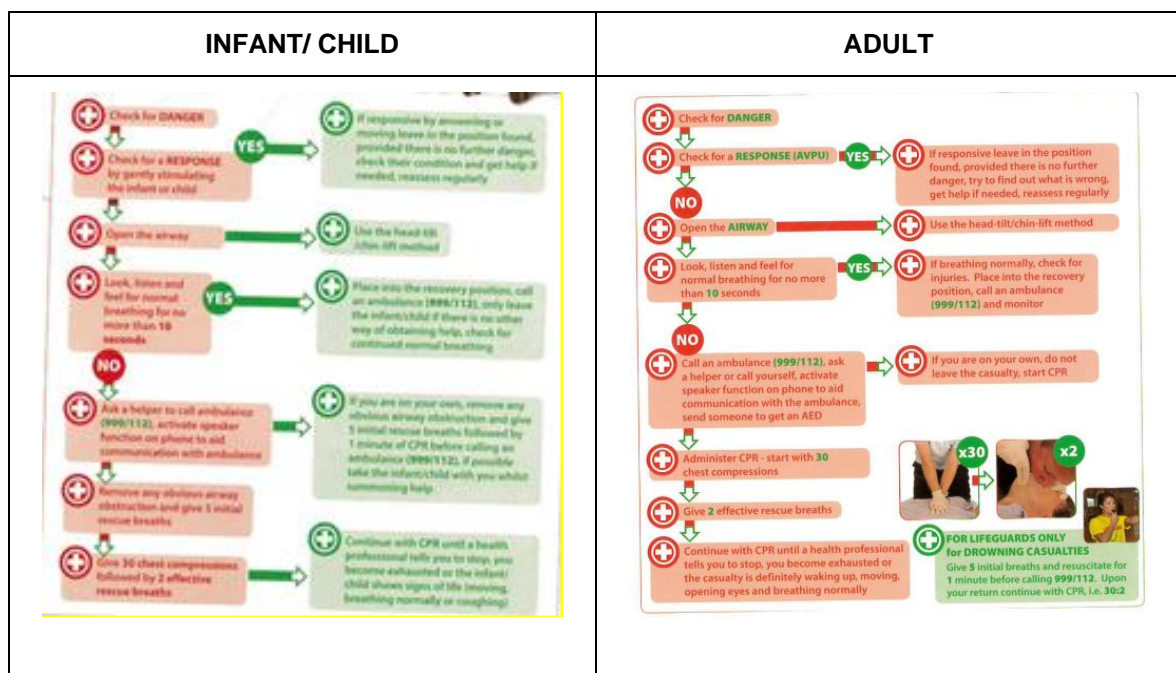 INFANT/ CHILD
Check for DANGER
Check for a RESPONSE
by gently stimulating
the infant or child
YES
If responsive by answering or
moving leave in the position found,
provided there is no further danger,
check their condition and get help if
needed, reassess regularly
Open the airway
Use the head-tilt
/chin-lift method
Look, listen and
feel for normal
breathing for no
more than 10
seconds
YES
Place into the recovery position, call
an ambulance (999/112), only leave
the infant/child if there is no other
way of obtaining help, check for
continued normal breathing
NO
Ask a helper to call ambulance
(999/112), activate speaker
function on phone to aid
communication with ambulance
If you are on your own, remove any
obvious airway obstruction and give
5 initial rescue breaths followed by
1 minute of CPR before calling an
ambulance (999/112), if possible
take the infant/child with you whilst
summoning help
Remove any obvious airway
obstruction and give 5 initial
rescue breaths
Give 30 chest compressions
followed by 2 effective
rescue breaths
Continue with CPR until a health
professional tells you to stop, you
become exhausted or the infant/
child shows signs of life (moving,
breathing normally or coughing)
ADULT
Check for DANGER
Check for a RESPONSE (AVPU)
YES
If responsive leave in the position
found, provided there is no further
danger, try to find out what is wrong,
get help if needed, reassess regularly
NO
Open the AIRWAY
Use the head-tilt/chin-lift method
Look, listen and feel for
normal breathing for no more
than 10 seconds
YES
If breathing normally, check for
injuries. Place into the recovery
position, call an ambulance
(999/112) and monitor
NO
Call an ambulance (999/112), ask
a helper or call yourself, activate
speaker function on phone to aid
communication with the ambulance,
send someone to get an AED
If you are on your own, do not
leave the casualty, start CPR
Administer CPR - start with 30
chest compressions
x30
x2
Give 2 effective rescue breaths
Continue with CPR until a health professional
tells you to stop, you become exhausted or
the casualty is definitely waking up, moving,
opening eyes and breathing normally
FOR LIFEGUARDS ONLY
for DROWNING CASUALTIES
Give 5 initial breaths and resuscitate for
1 minute before calling 999/112. Upon
your return continue with CPR, i.e. 30:2